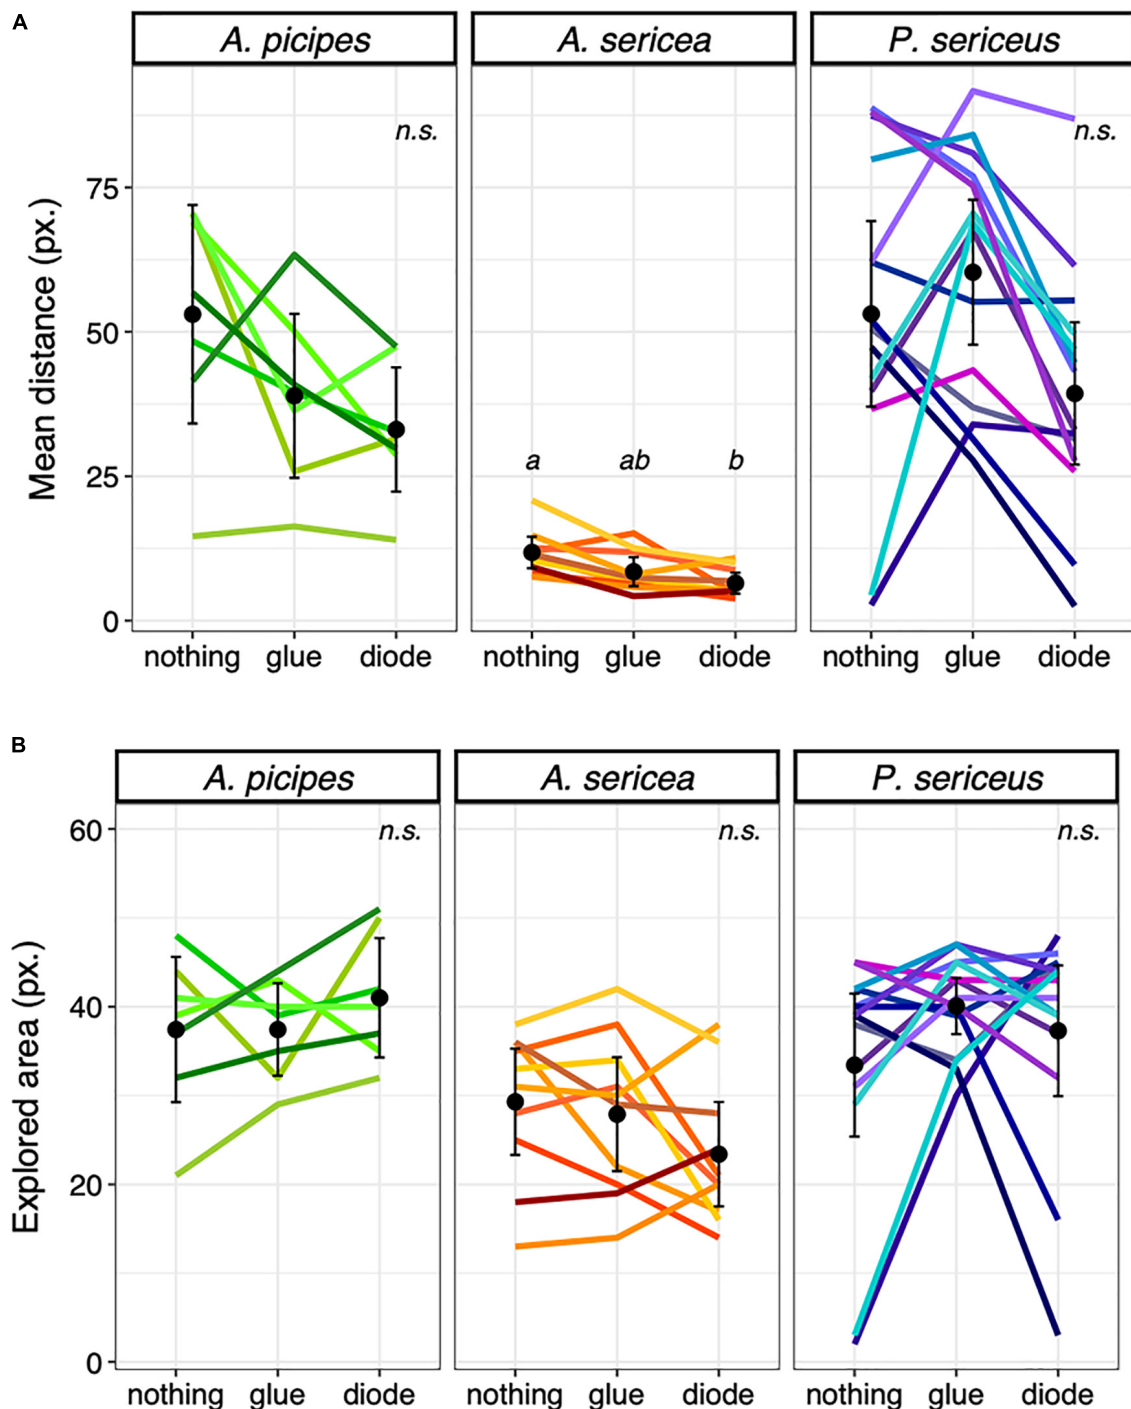 A
A. picipes A. sericea P. sericeus
n.s. n.s.
75
50
25
0
Mean distance (px.)
a ab b
nothing glue diode nothing glue diode nothing glue diode
B
A. picipes A. sericea P. sericeus
n.s. n.s. n.s.
60
40
20
0
Explored area (px.)
nothing glue diode nothing glue diode nothing glue diode